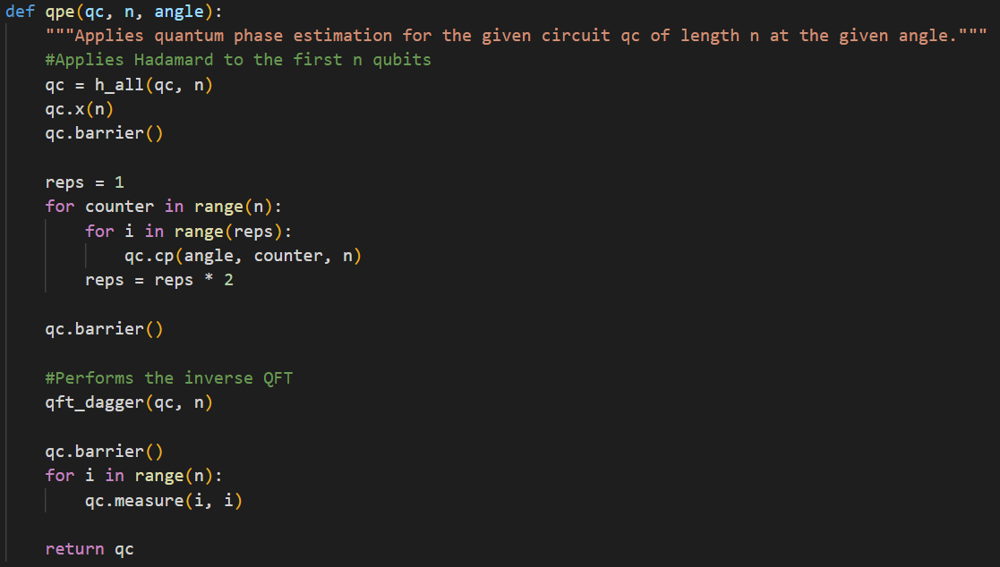 def qpe(qc, n, angle):
    """Applies quantum phase estimation for the given circuit qc of length n at the given angle."""
    #Applies Hadamard to the first n qubits
    qc = h_all(qc, n)
    qc.x(n)
    qc.barrier()

    reps = 1
    for counter in range(n):
        for i in range(reps):
            qc.cp(angle, counter, n)
        reps = reps * 2

    qc.barrier()

    #Performs the inverse QFT
    qft_dagger(qc, n)

    qc.barrier()
    for i in range(n):
        qc.measure(i, i)

    return qc